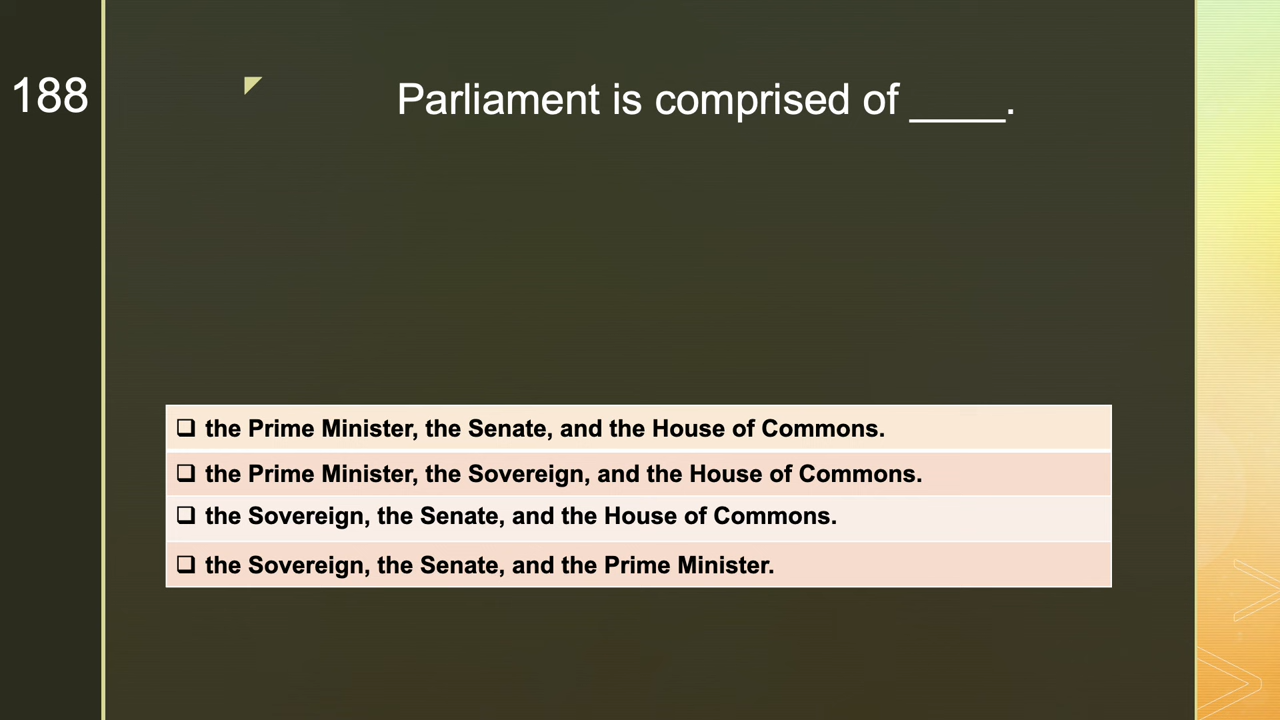 188
Parliament is comprised of ____.
❑ the Prime Minister, the Senate, and the House of Commons.
❑ the Prime Minister, the Sovereign, and the House of Commons.
❑ the Sovereign, the Senate, and the House of Commons.
❑ the Sovereign, the Senate, and the Prime Minister.